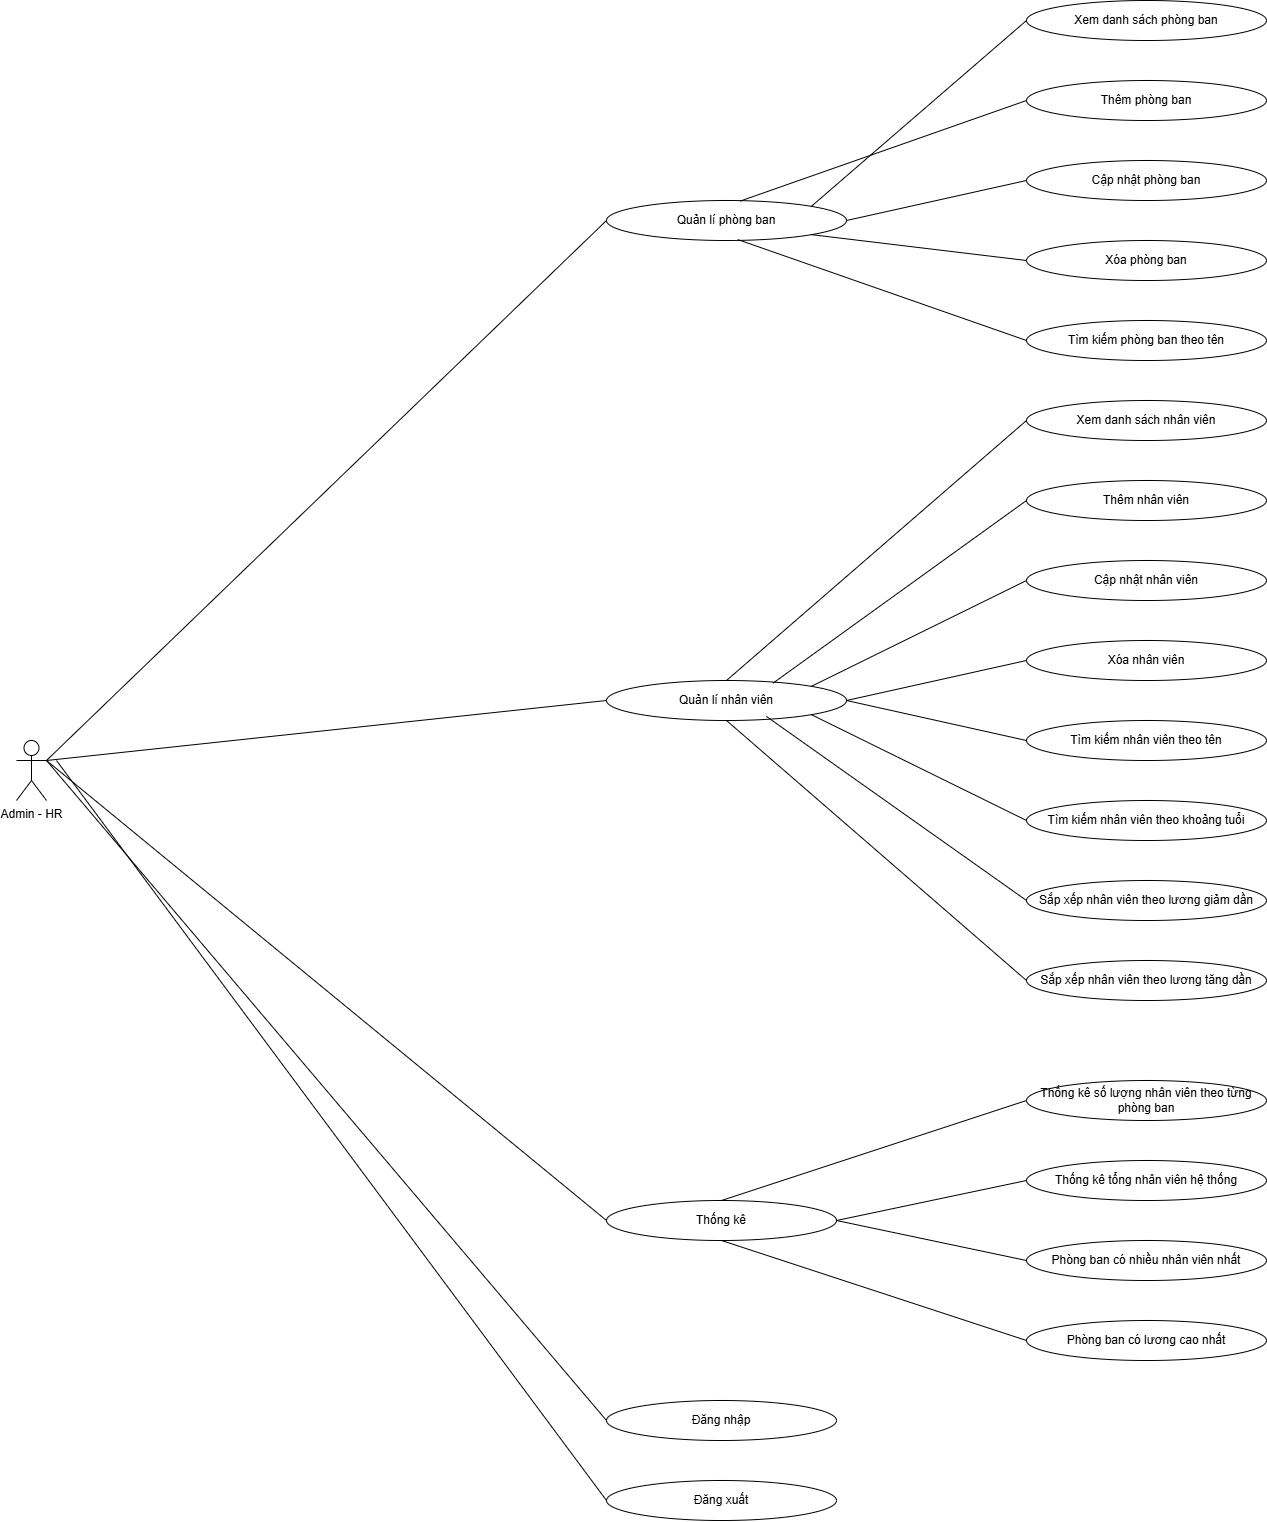 Xem danh sách phòng ban
Thêm phòng ban
Cập nhật phòng ban
Quản lí phòng ban
Xóa phòng ban
Tìm kiếm phòng ban theo tên
Xem danh sách nhân viên
Thêm nhân viên
Cập nhật nhân viên
Xóa nhân viên
Quản lí nhân viên
Tìm kiếm nhân viên theo tên
Admin - HR
Tìm kiếm nhân viên theo khoảng tuổi
Sắp xếp nhân viên theo lương giảm dần
Sắp xếp nhân viên theo lương tăng dần
Thống kê số lượng nhân viên theo từng
phòng ban
Thống kê tổng nhân viên hệ thống
Thống kê
Phòng ban có nhiều nhân viên nhất
Phòng ban có lương cao nhất
Đăng nhập
Đăng xuất